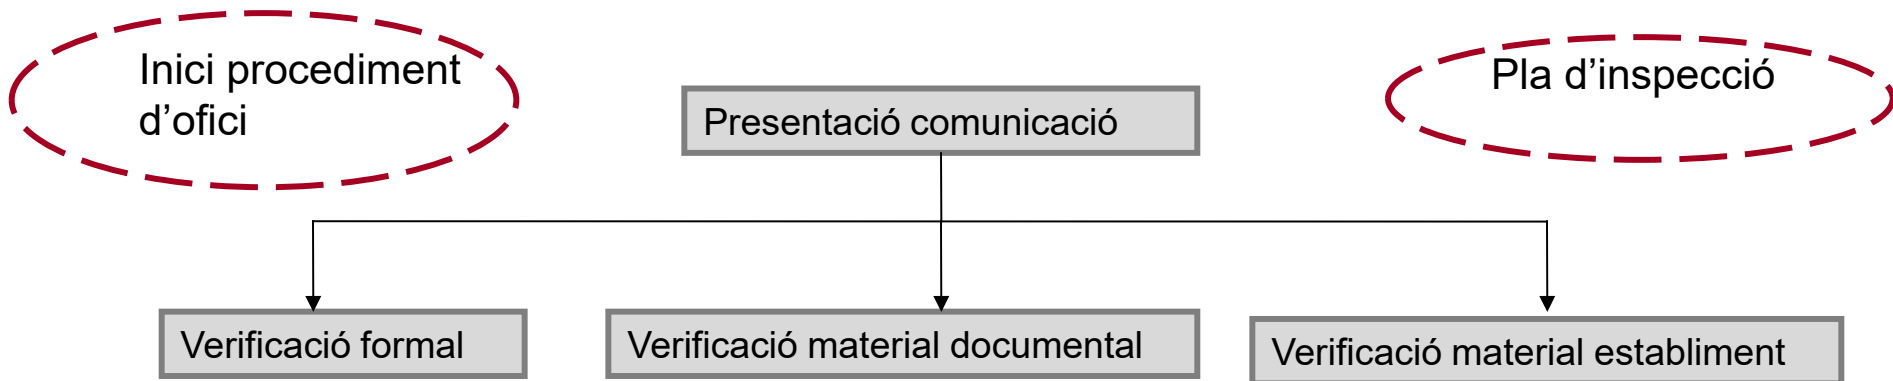 Inici procediment
d’ofici
Pla d’inspecció
Presentació comunicació
Verificació formal
Verificació material documental
Verificació material establiment